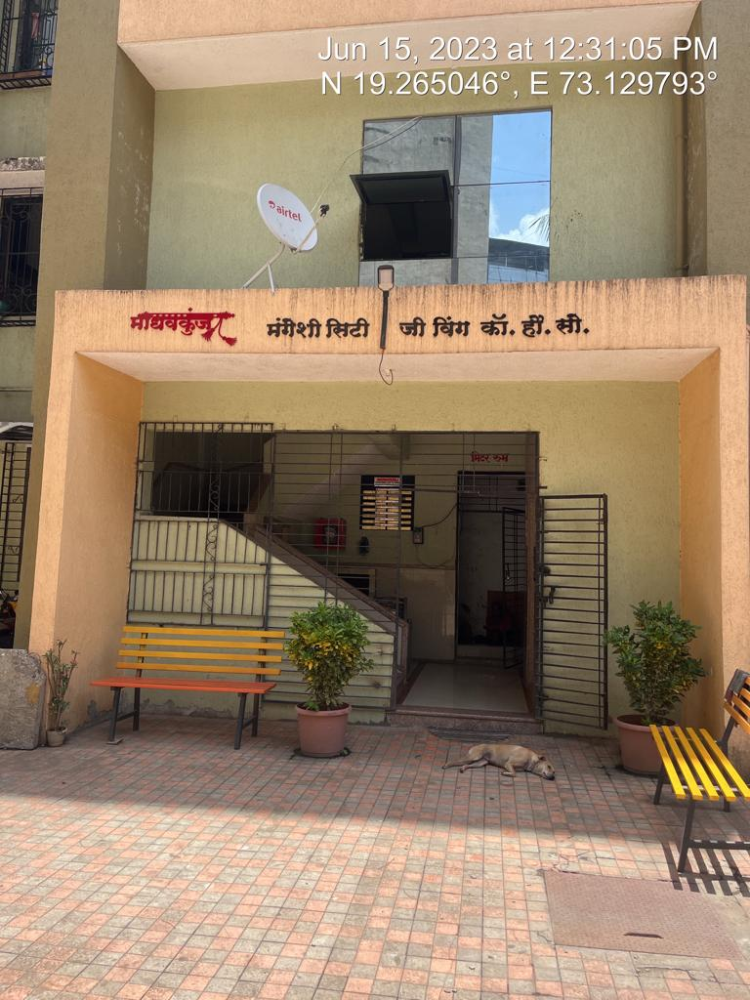 Jun 15, 2023 at 12:31:05 PM
N 19.265046°, E 73.129793°
airtel
माधवकुंज
मंगेशी सिटी जी विंग कॉ. हौ. सो.
मिटर रुम